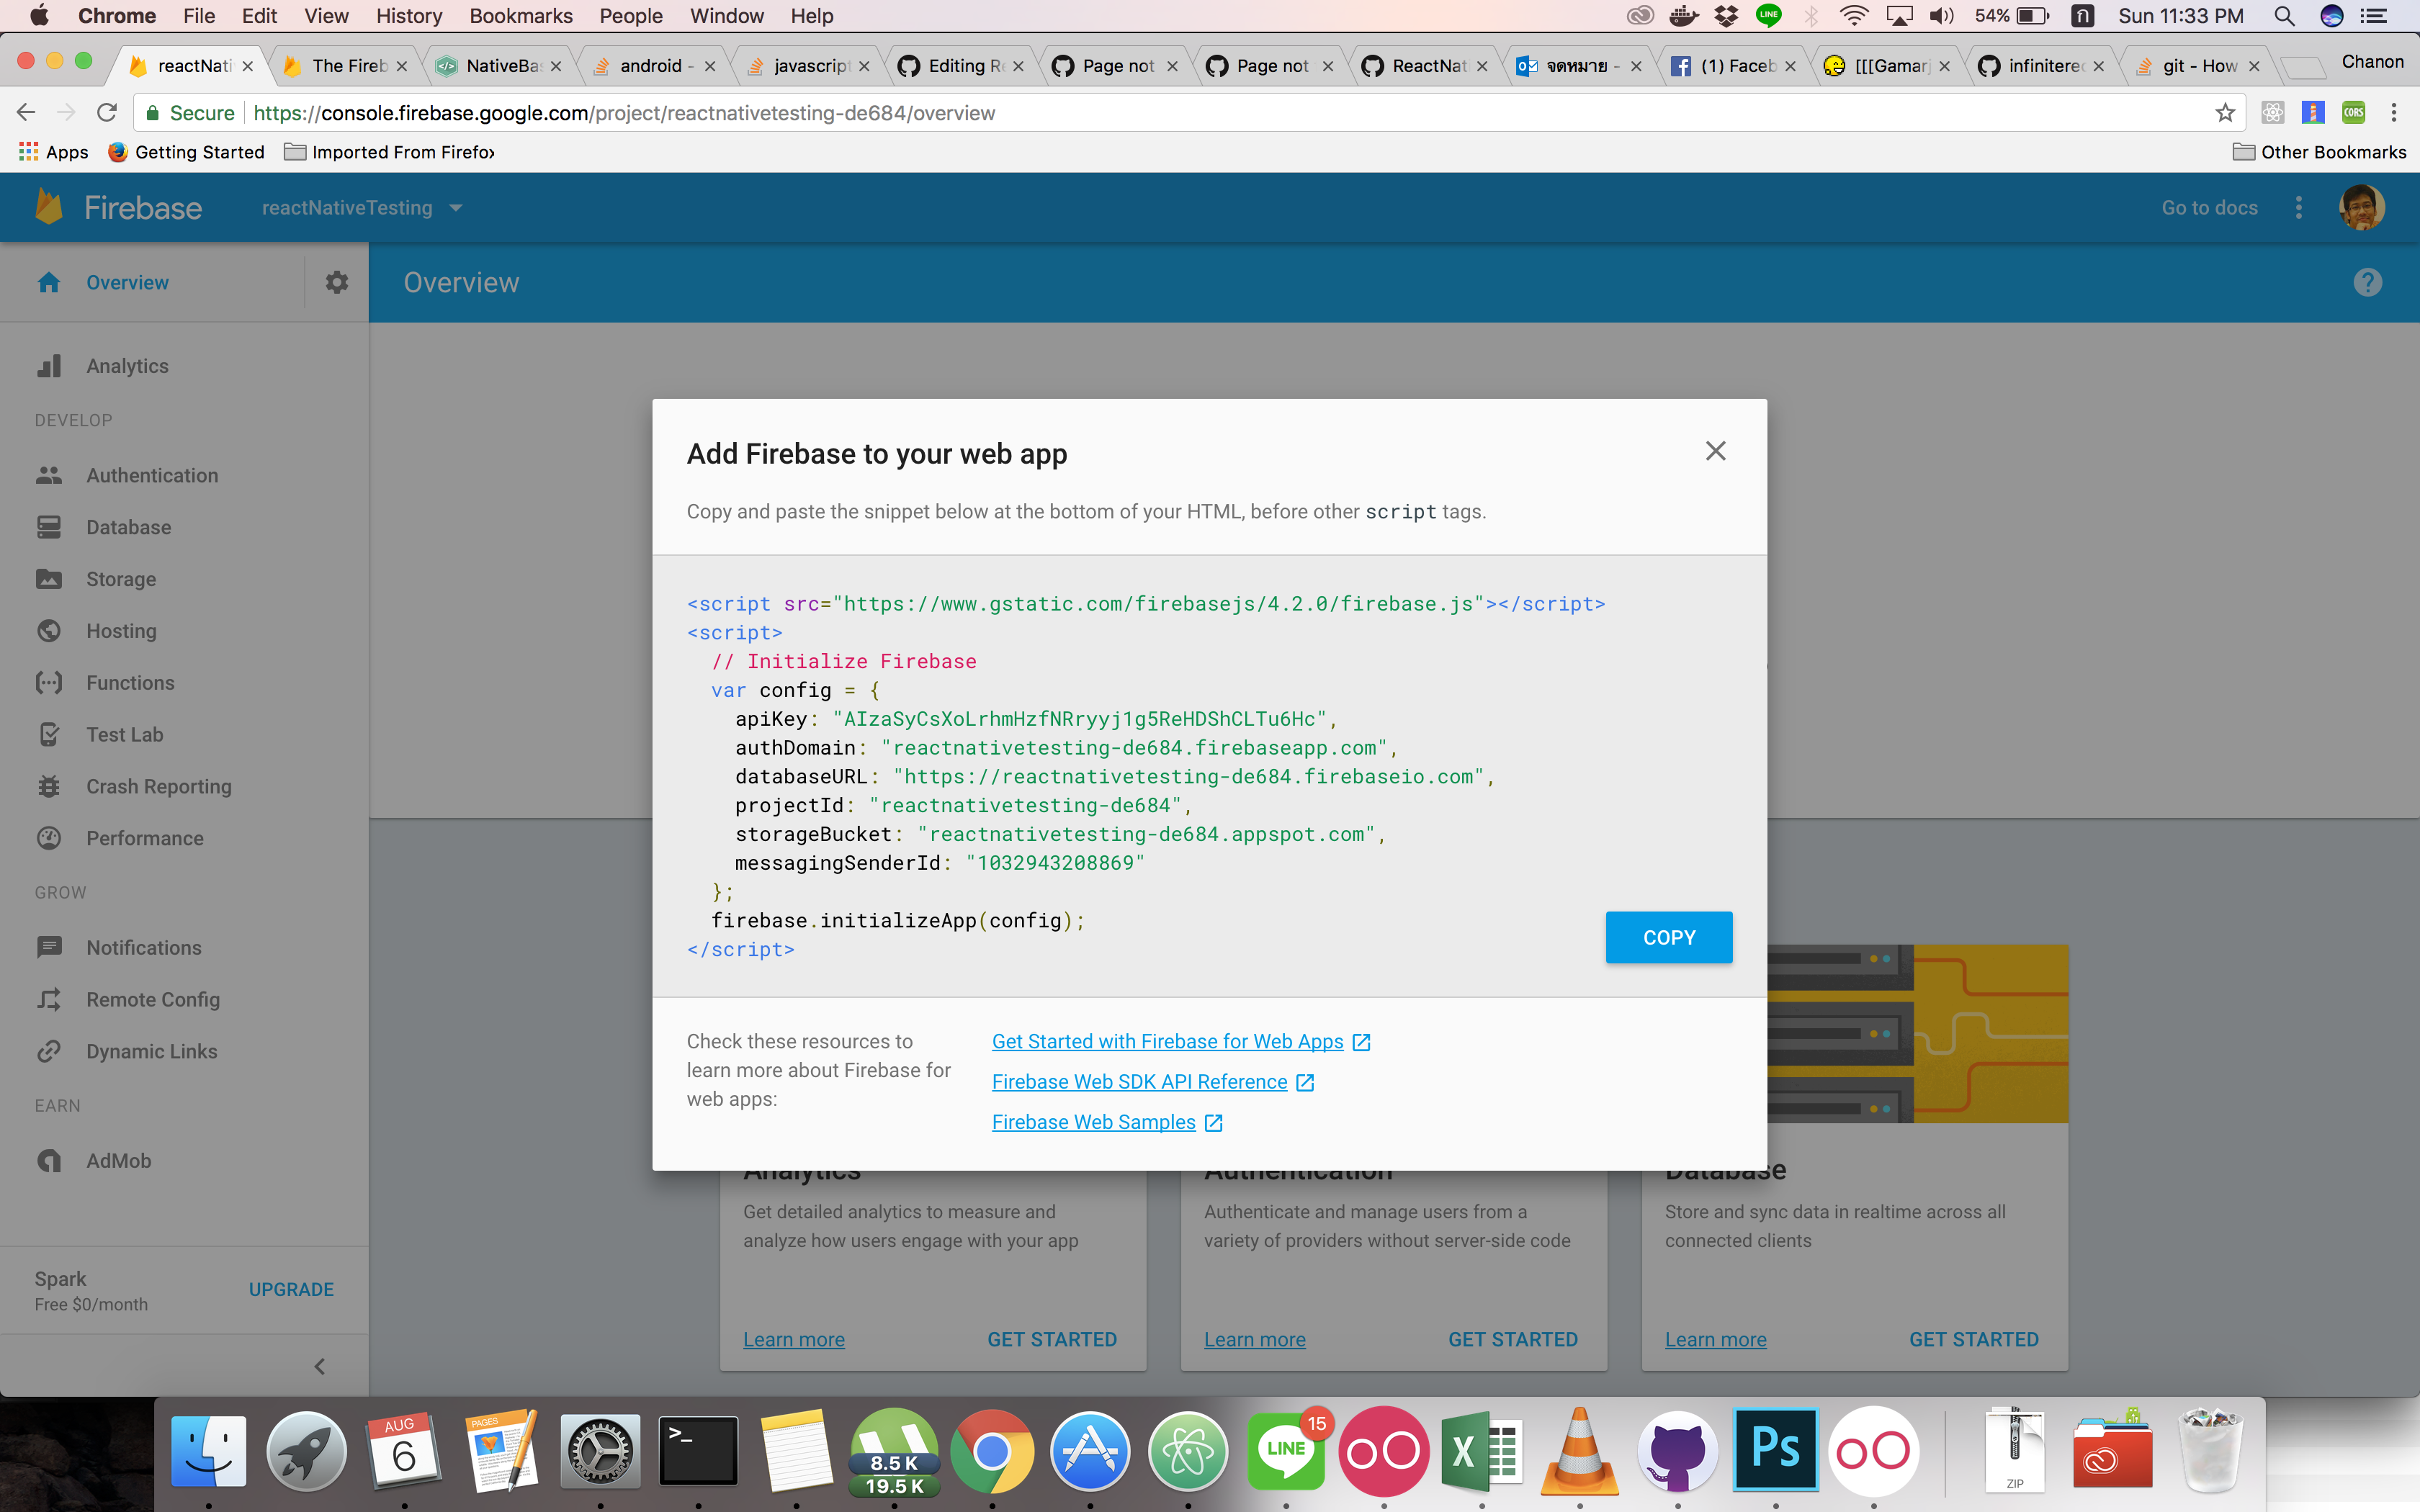 Chrome File Edit View History Bookmarks People Window Help
LINE 54% ก Sun 11:33 PM
reactNati The Fireb NativeBa android - javascript Editing R Page not Page not ReactNat จดหมาย - (1) Faceb [[[Gamar infinitere git - How Chanon
Secure https://console.firebase.google.com/project/reactnativetesting-de684/overview
CORS
Apps Getting Started Imported From Firefox Other Bookmarks
Firebase reactNativeTesting Go to docs
Overview
Overview
Analytics
DEVELOP
Authentication
Database
Storage
Hosting
Functions
Test Lab
Crash Reporting
Performance
GROW
Notifications
Remote Config
Dynamic Links
EARN
AdMob
Spark
Free $0/month
UPGRADE
Add Firebase to your web app
Copy and paste the snippet below at the bottom of your HTML, before other script tags.
<script src="https://www.gstatic.com/firebasejs/4.2.0/firebase.js"></script>
<script>
// Initialize Firebase
var config = {
apiKey: "AIzaSyCsXoLrhmHzfNRryyj1g5ReHDShCLTu6Hc",
authDomain: "reactnativetesting-de684.firebaseapp.com",
databaseURL: "https://reactnativetesting-de684.firebaseio.com",
projectId: "reactnativetesting-de684",
storageBucket: "reactnativetesting-de684.appspot.com",
messagingSenderId: "1032943208869"
};
firebase.initializeApp(config);
</script>
COPY
Check these resources to
learn more about Firebase for
web apps:
Get Started with Firebase for Web Apps
Firebase Web SDK API Reference
Firebase Web Samples
Analytics
Get detailed analytics to measure and
analyze how users engage with your app
Learn more GET STARTED
Authentication
Authenticate and manage users from a
variety of providers without server-side code
Learn more GET STARTED
Database
Store and sync data in realtime across all
connected clients
Learn more GET STARTED
AUG
6
PAGES
>_
8.5 K
19.5 K
LINE
15
X
Ps
ZIP